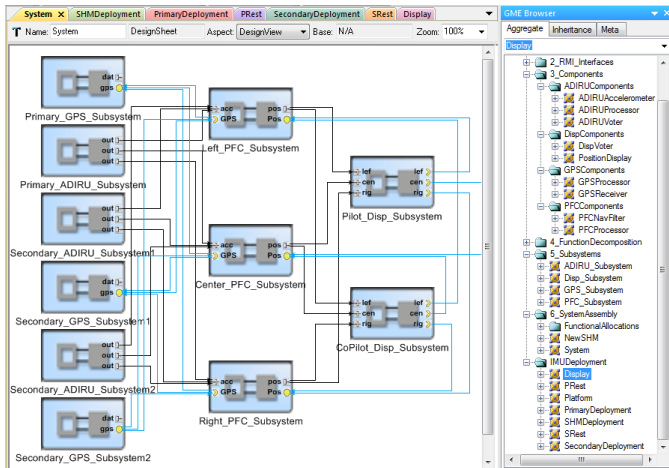 System
SHMDeployment
PrimaryDeployment
PRest
SecondaryDeployment
SRest
Display
Name: System
DesignSheet
Aspect: DesignView
Base: N/A
Zoom: 100%
dat
gps
Primary_GPS_Subsystem
out
out
out
Primary_ADIRU_Subsystem
out
out
out
Secondary_ADIRU_Subsystem1
dat
gps
Secondary_GPS_Subsystem1
out
out
out
Secondary_ADIRU_Subsystem2
dat
gps
Secondary_GPS_Subsystem2
acc pos
GPS Pos
Left_PFC_Subsystem
acc pos
GPS Pos
Center_PFC_Subsystem
acc pos
GPS Pos
Right_PFC_Subsystem
lef lef
cen cen
rig rig
Pilot_Disp_Subsystem
lef lef
cen cen
rig rig
CoPilot_Disp_Subsystem
GME Browser
Aggregate Inheritance Meta
Display
2_RMI_Interfaces
3_Components
ADIRUComponents
ADIRUAccelerometer
ADIRUProcessor
ADIRUVoter
DispComponents
DispVoter
PositionDisplay
GPSComponents
GPSProcessor
GPSReceiver
PFCComponents
PFCNavFilter
PFCProcessor
4_FunctionDecomposition
5_Subsystems
ADIRU_Subsystem
Disp_Subsystem
GPS_Subsystem
PFC_Subsystem
6_SystemAssembly
FunctionalAllocations
NewSHM
System
IMUDeployment
Display
PRest
Platform
PrimaryDeployment
SHMDeployment
SRest
SecondaryDeployment